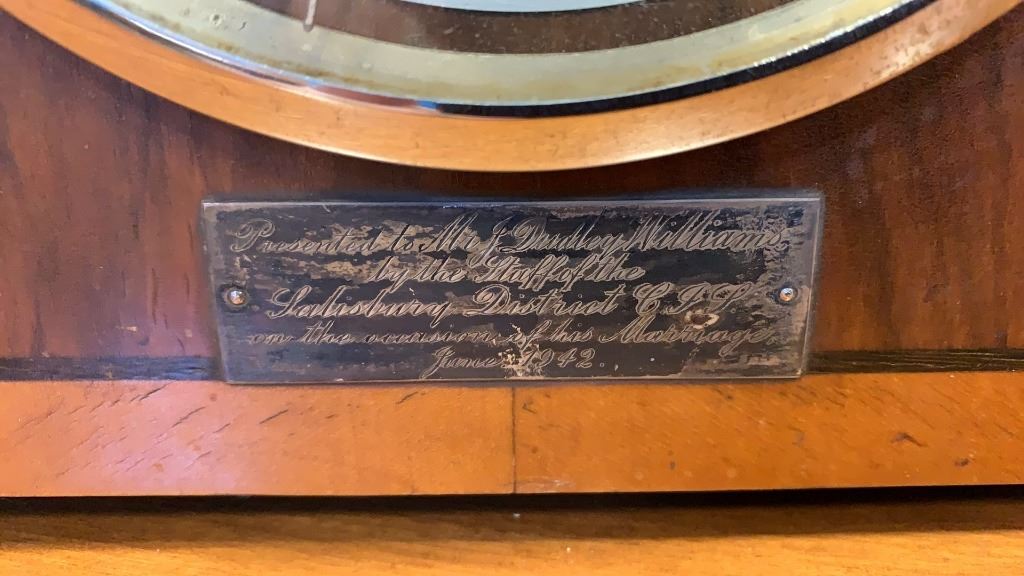 Presented to Mr J. Dudley Williams
by the Staff of the
Salisbury District
on the occasion of his Marriage.
June 1942.